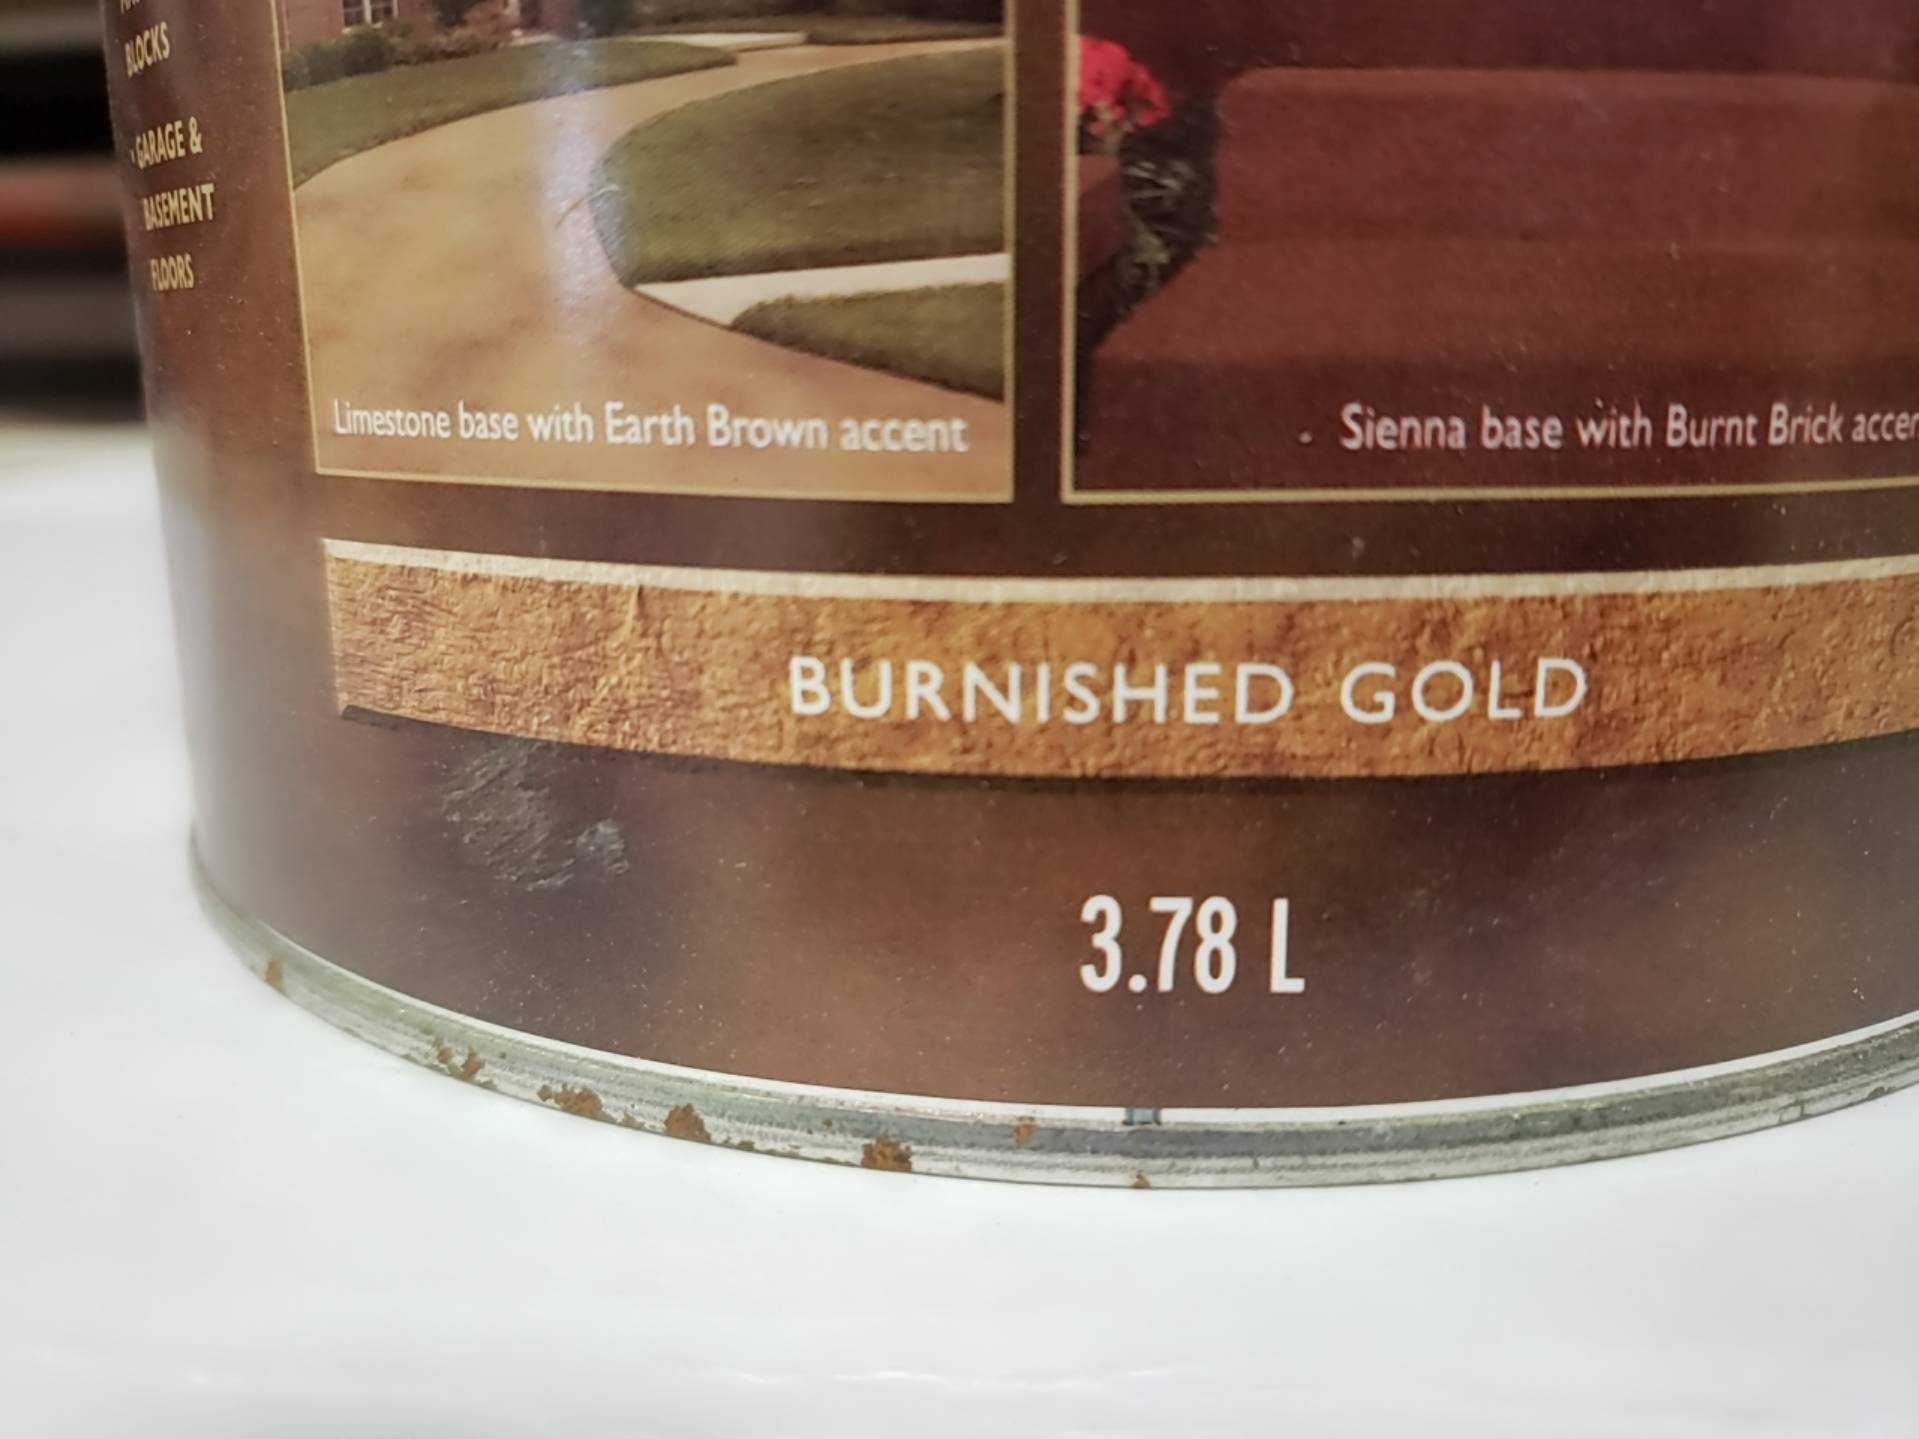 BLOCKS
· GARAGE &
BASEMENT
FLOORS
Limestone base with Earth Brown accent
Sienna base with Burnt Brick
BURNISHED GOLD
3.78 L